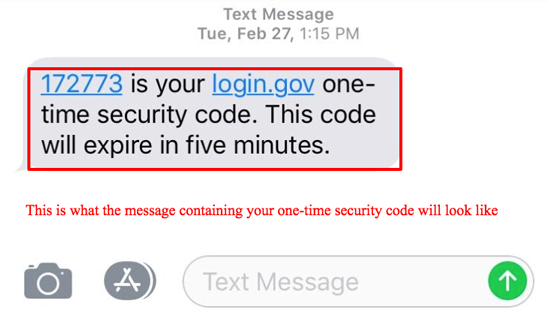 Text Message
Tue, Feb 27, 1:15 PM
172773 is your login.gov one-
time security code. This code
will expire in five minutes.
This is what the message containing your one-time security code will look like
Text Message